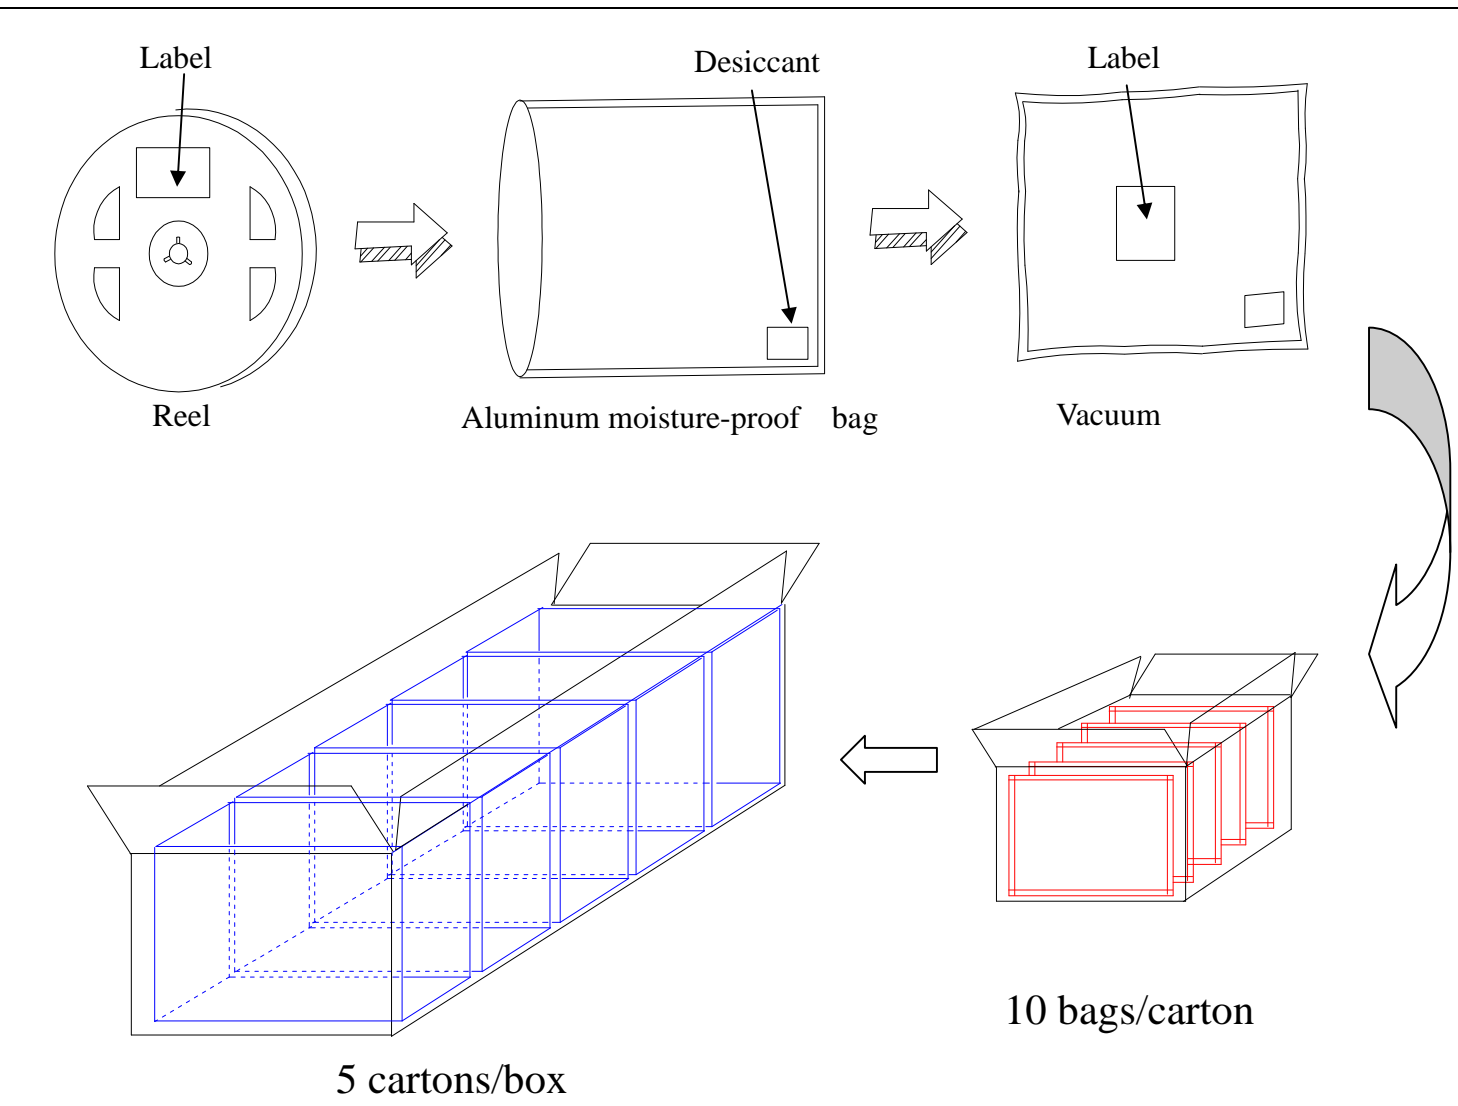 Label
Desiccant
Label
Reel
Aluminum moisture-proof bag
Vacuum
10 bags/carton
5 cartons/box